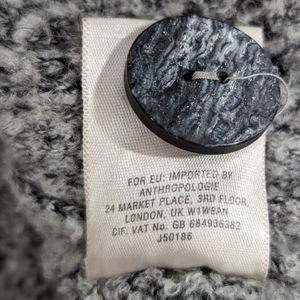 FOR EU: IMPORTED BY
ANTHROPOLOGIE
24 MARKET PLACE, 3RD FLOOR,
LONDON, UK W1W8AN
CIF. VAT No. GB 684936382
J50186